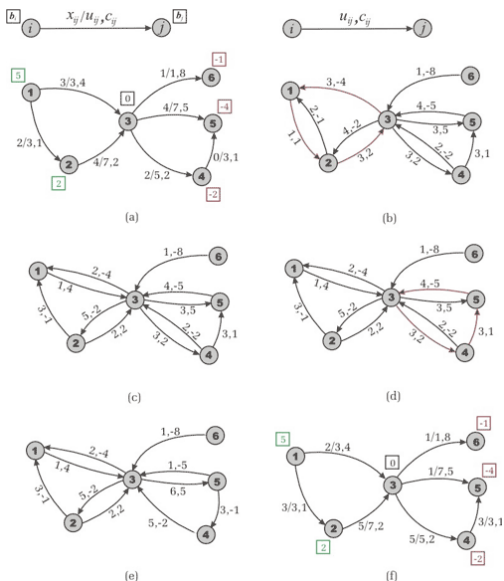 b_i x_ij/u_ij,c_ij b_j
i j
u_ij,c_ij
i j
5 1 3/3,4 0 1/1,8 -1 6
3 4/7,5 -4 5
2/3,1 2 4/7,2 2/5,2 0/3,1 4
2 -2
(a)
1 3,-4 1,-8 6
2,-1 3 4,-5 5
1,1 4,-2 3,5
2 3,2 2,-2 3,1
3,2 4
(b)
1 2,-4 1,-8 6
1,4 3 4,-5 5
3,-1 5,-2 3,5
2 2,2 2,-2 3,1
3,2 4
(c)
1 2,-4 1,-8 6
1,4 3 4,-5 5
3,-1 5,-2 3,5
2 2,2 2,-2 3,1
3,2 4
(d)
1 2,-4 1,-8 6
1,4 3 1,-5 5
3,-1 5,-2 6,5
2 2,2 5,-2 3,-1
4
(e)
5 1 2/3,4 0 1/1,8 -1 6
3 1/7,5 -4 5
3/3,1 2 5/7,2 5/5,2 3/3,1 4
2 -2
(f)